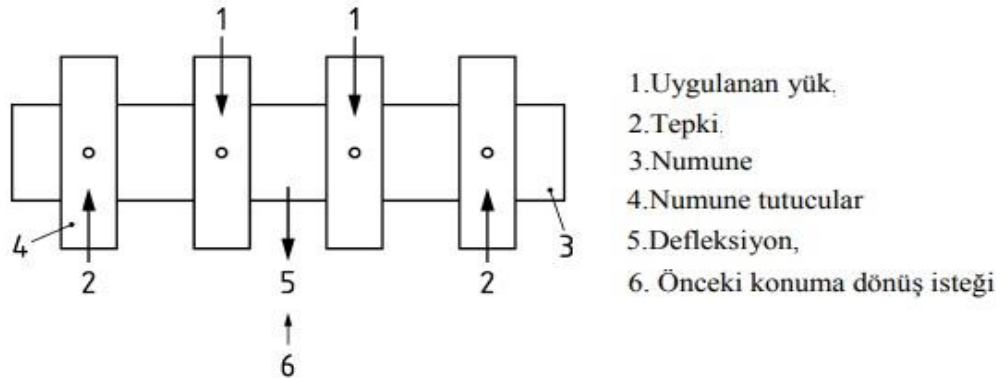 1 1
4 2 5 2 3
6
1.Uygulanan yük,
2.Tepki.
3.Numune
4.Numune tutucular
5.Defleksiyon,
6. Önceki konuma dönüş isteği